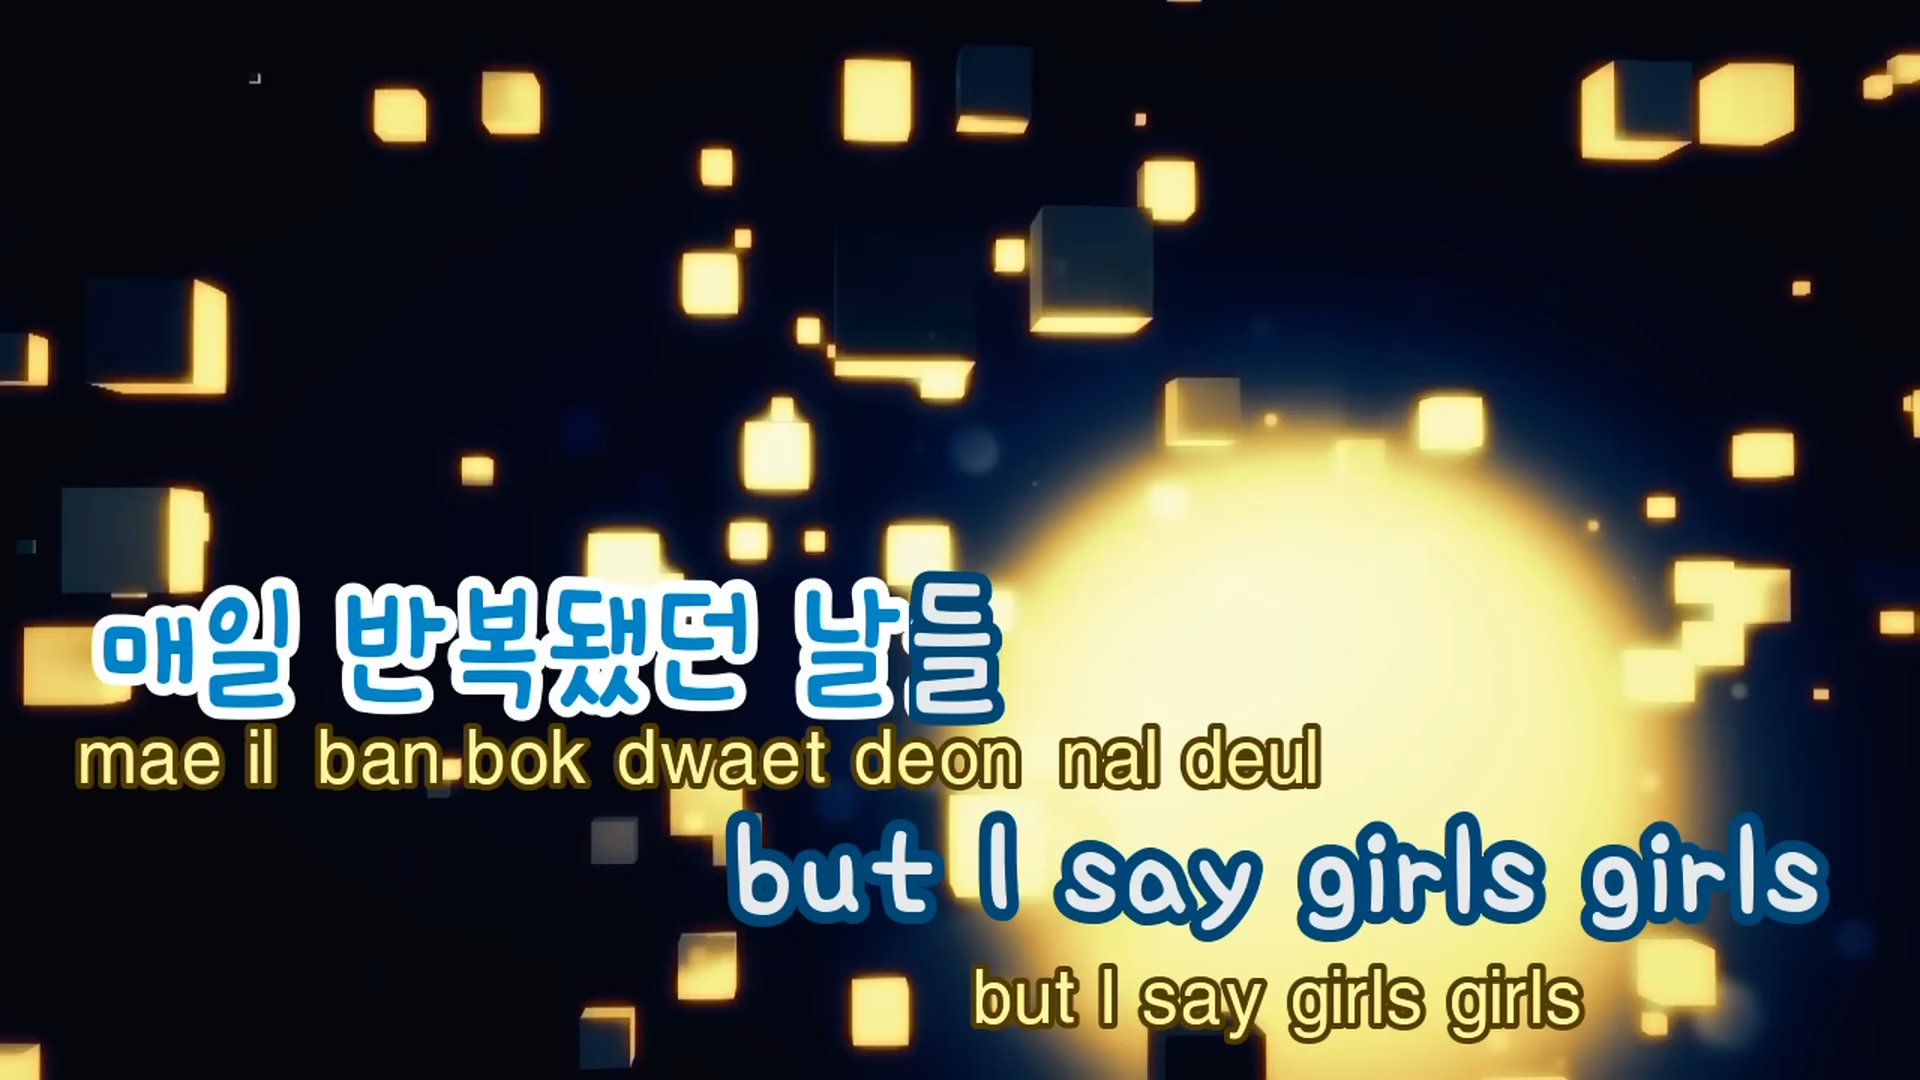 매일 반복됐던 날들
mae il ban bok dwaet deon nal deul
but I say girls girls
but I say girls girls